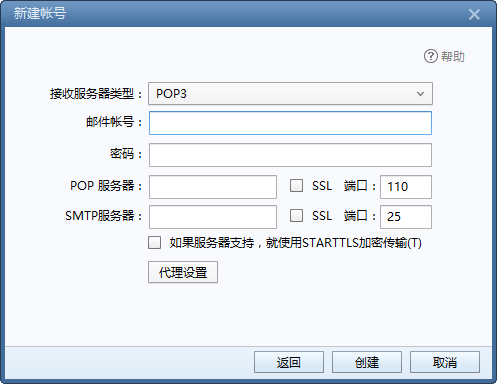 新建帐号
帮助
接收服务器类型： POP3
邮件帐号：
密码：
POP 服务器： SSL 端口： 110
SMTP服务器： SSL 端口： 25
如果服务器支持，就使用STARTTLS加密传输(T)
代理设置
返回 创建 取消